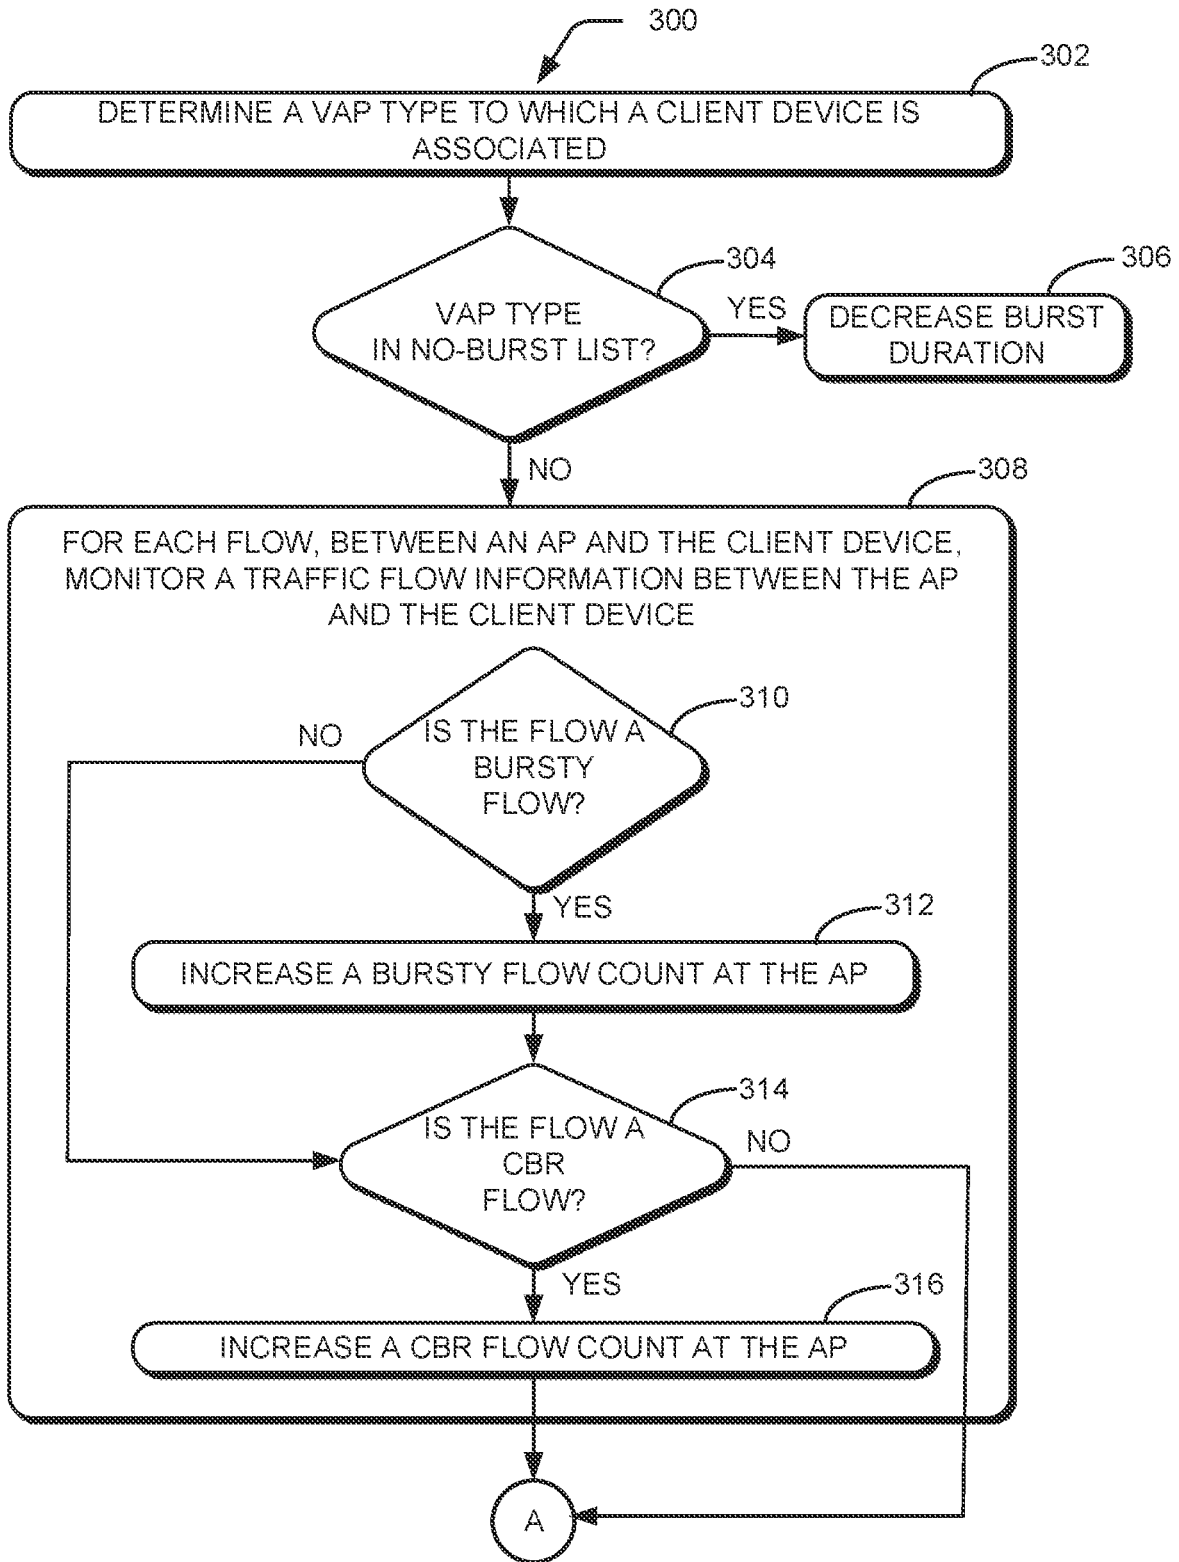 300
302
DETERMINE A VAP TYPE TO WHICH A CLIENT DEVICE IS
ASSOCIATED
304
VAP TYPE
IN NO-BURST LIST?
YES
306
DECREASE BURST
DURATION
NO
308
FOR EACH FLOW, BETWEEN AN AP AND THE CLIENT DEVICE,
MONITOR A TRAFFIC FLOW INFORMATION BETWEEN THE AP
AND THE CLIENT DEVICE
310
NO
IS THE FLOW A
BURSTY
FLOW?
YES
312
INCREASE A BURSTY FLOW COUNT AT THE AP
314
IS THE FLOW A
CBR
FLOW?
NO
YES
316
INCREASE A CBR FLOW COUNT AT THE AP
A